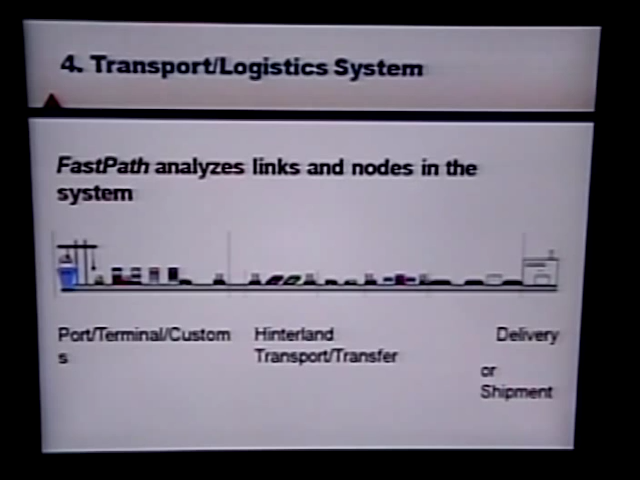 4. Transport/Logistics System
FastPath analyzes links and nodes in the
system
Port/Terminal/Custom
s
Hinterland
Transport/Transfer
Delivery
or
Shipment